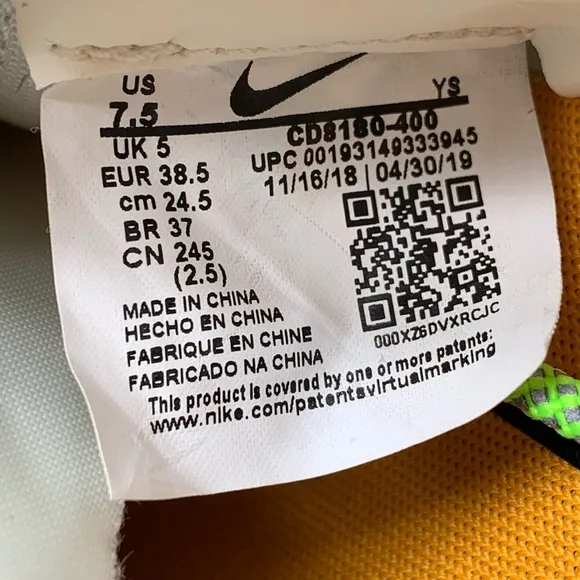 US
7.5
UK 5
EUR 38.5
cm 24.5
BR 37
CN 245
(2.5)
YS
CD8180-400
UPC 00193149333945
11/16/18 | 04/30/19
000XZ6DVXRCJC
MADE IN CHINA
HECHO EN CHINA
FABRIQUE EN CHINE
FABRICADO NA CHINA
This product is covered by one or more patents:
www.nike.com/patentsvirtualmarking